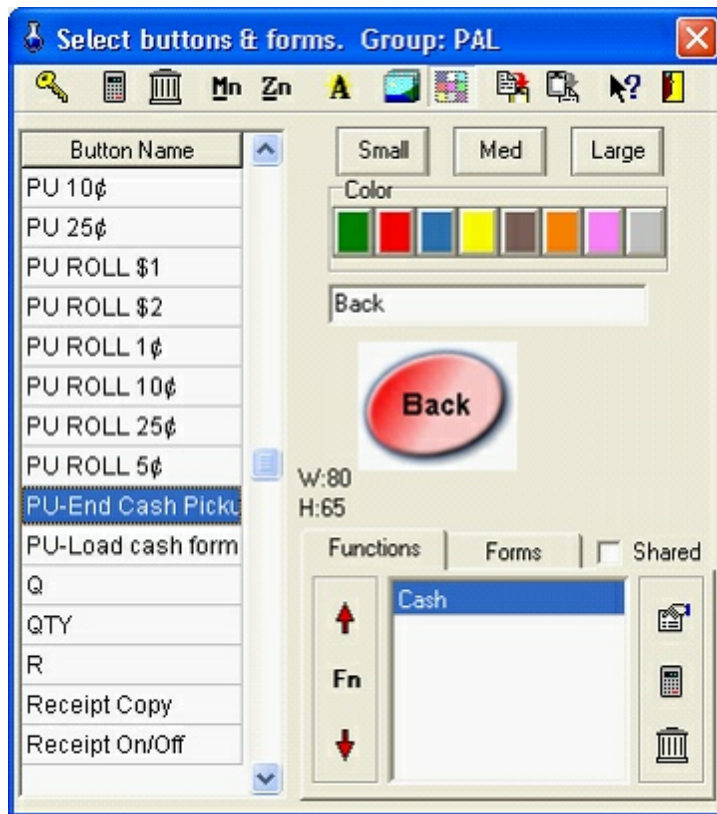 Select buttons & forms. Group: PAL
Mn Zn A ?
Button Name
PU 10¢
PU 25¢
PU ROLL $1
PU ROLL $2
PU ROLL 1¢
PU ROLL 10¢
PU ROLL 25¢
PU ROLL 5¢
PU-End Cash Picku
PU-Load cash form
Q
QTY
R
Receipt Copy
Receipt On/Off
Small Med Large
Color
Back
Back
W:80
H:65
Functions Forms Shared
Cash
Fn